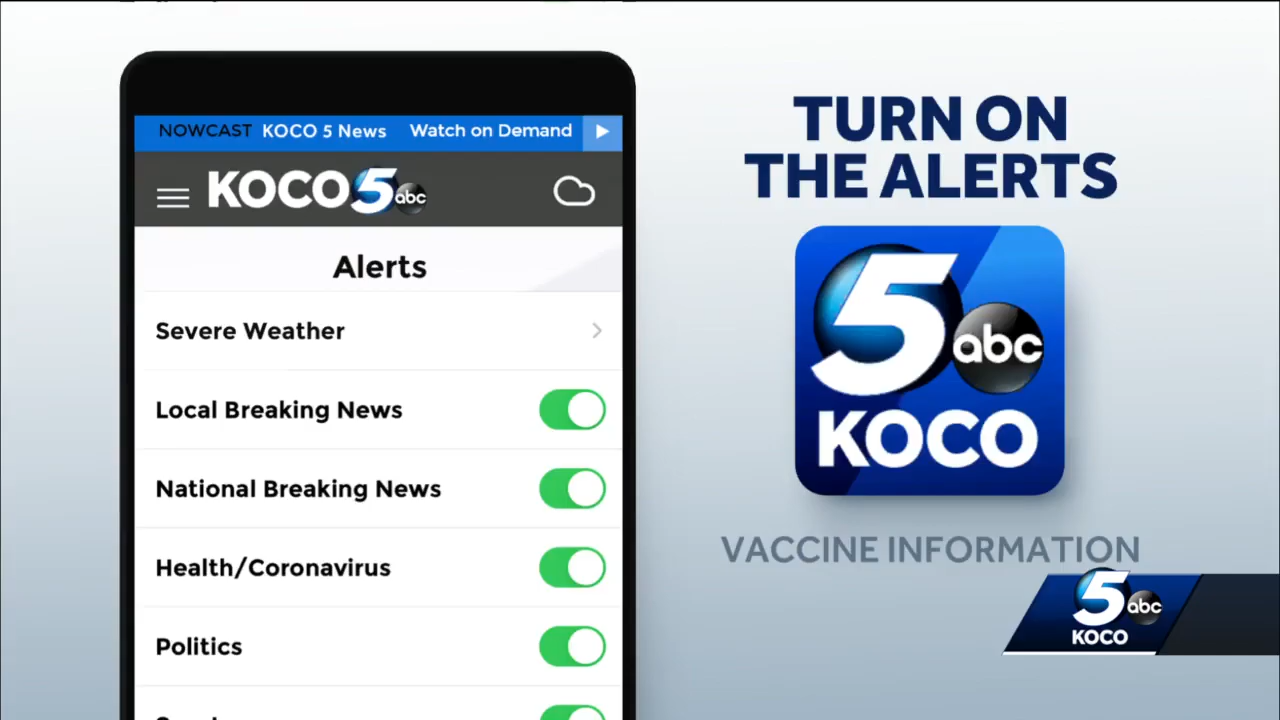 NOWCAST KOCO 5 News Watch on Demand
KOCO 5 abc
Alerts
Severe Weather
Local Breaking News
National Breaking News
Health/Coronavirus
Politics
TURN ON
THE ALERTS
5 abc
KOCO
VACCINE INFORMATION
5 abc
KOCO